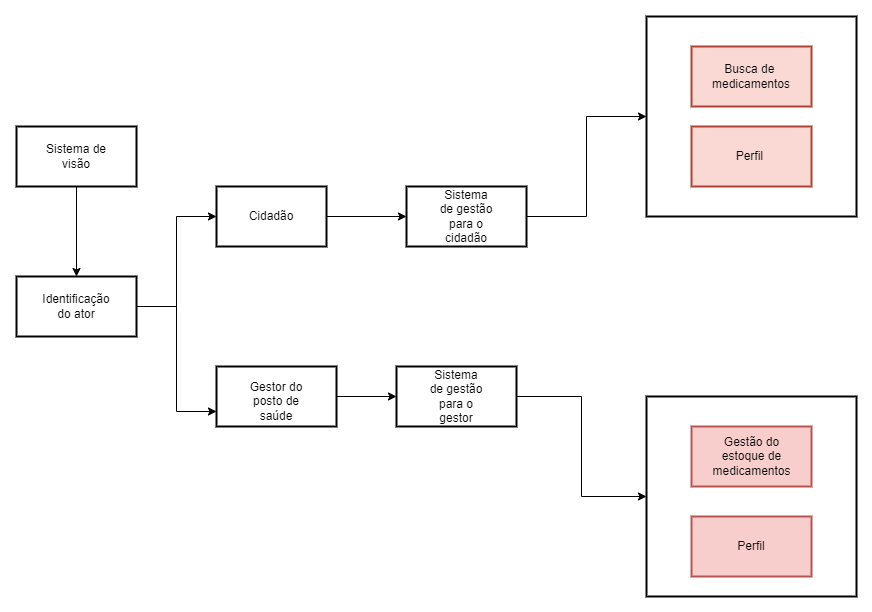 Sistema de
visão
Identificação
do ator
Cidadão
Sistema
de gestão
para o
cidadão
Busca de
medicamentos
Perfil
Gestor do
posto de
saúde
Sistema
de gestão
para o
gestor
Gestão do
estoque de
medicamentos
Perfil